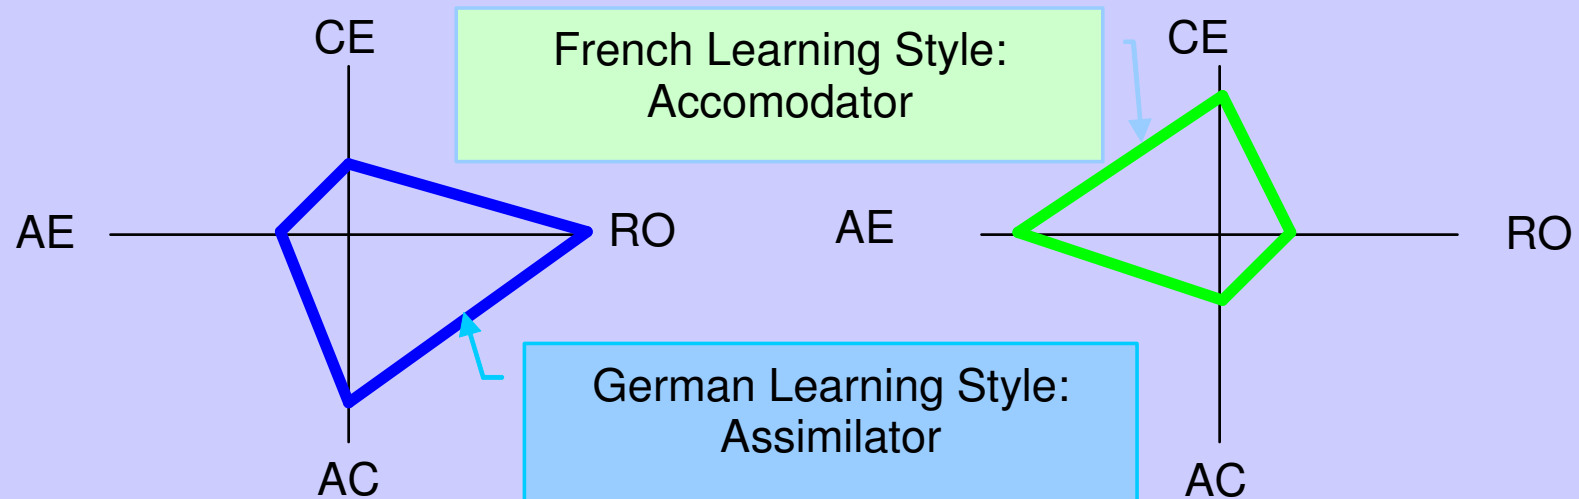 CE
French Learning Style:
Accomodator
CE
AE
RO
AE
RO
German Learning Style:
Assimilator
AC
AC